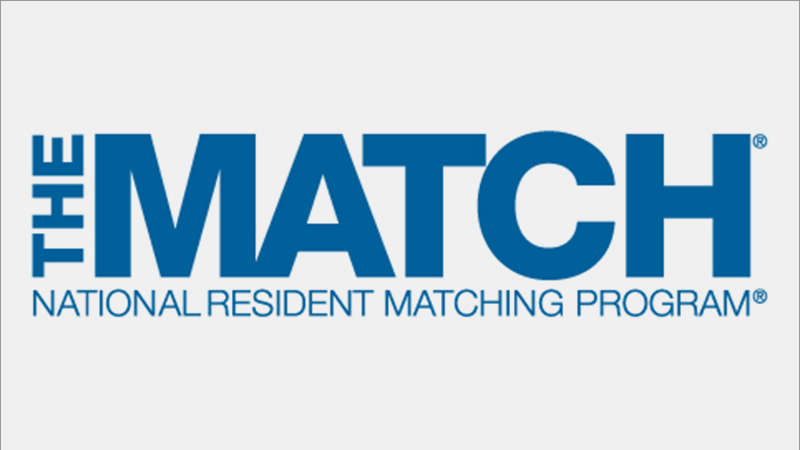 THE MATCH®
NATIONAL RESIDENT MATCHING PROGRAM®